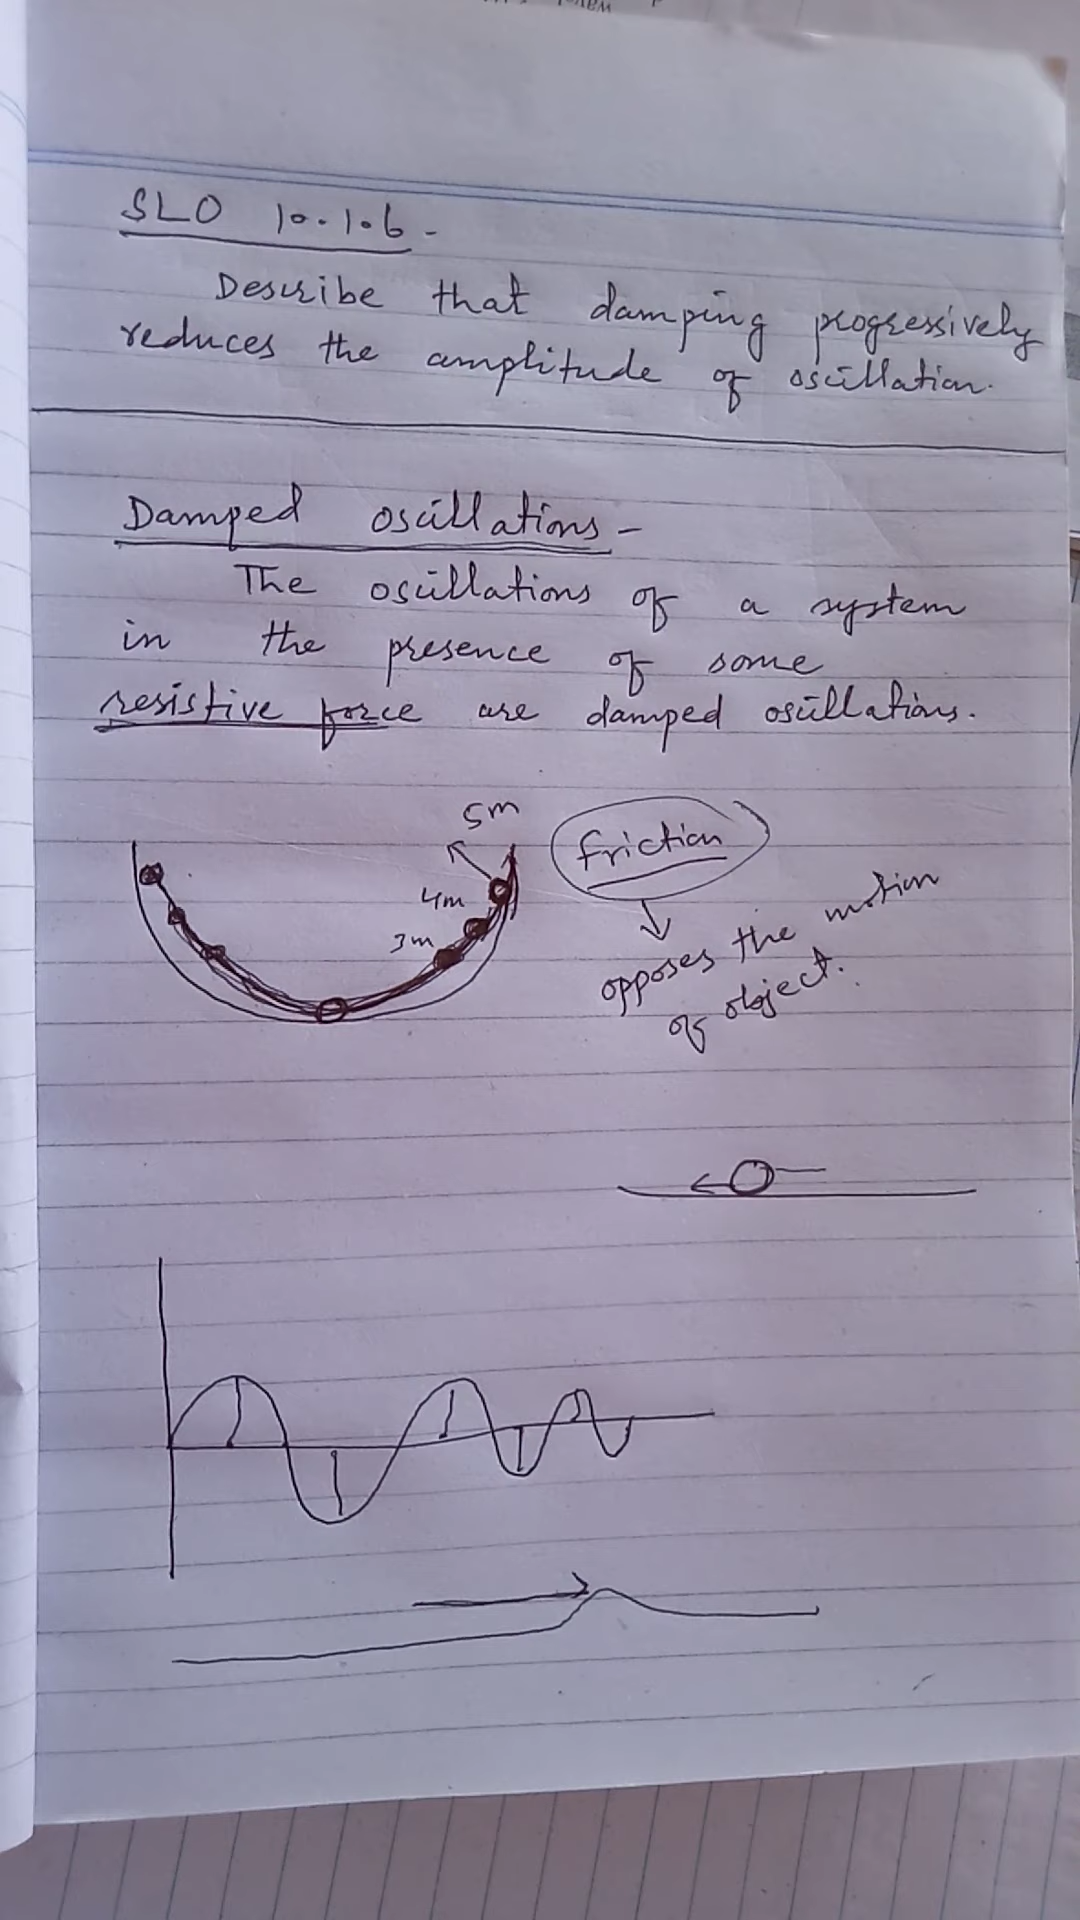 SLO 10.1.6-
Describe that damping progressively
reduces the amplitude of oscillation.
Damped oscillations-
The oscillations of a system
in the presence of some
resistive force are damped oscillations.
5m
4m
3m
friction
opposes the motion
of object.